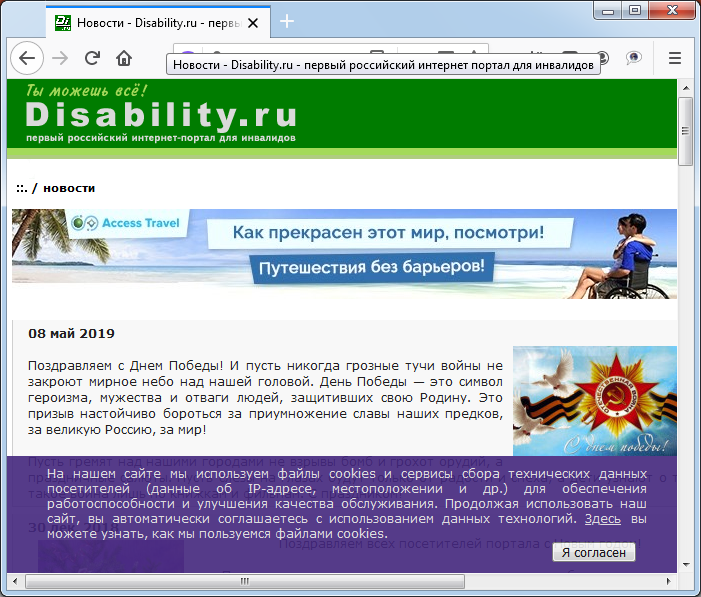 Новости - Disability.ru - первы
Новости - Disability.ru - первый российский интернет портал для инвалидов
Ты можешь всё!
Disability.ru
первый российский интернет-портал для инвалидов
::. / новости
Access Travel
Как прекрасен этот мир, посмотри!
Путешествия без барьеров!
08 май 2019
Поздравляем с Днем Победы! И пусть никогда грозные тучи войны не
закроют мирное небо над нашей головой. День Победы — это символ
героизма, мужества и отваги людей, защитивших свою Родину. Это
призыв настойчиво бороться за приумножение славы наших предков,
за великую Россию, за мир!
ОТЕЧЕСТВЕННАЯ ВОЙНА
С днем победы!
Пусть гремят над нашими городами не взрывы бомб и грохот орудий, а
На нашем сайте мы используем файлы cookies и сервисы сбора технических данных
посетителей (данные об IP-адресе, местоположении и др.) для обеспечения
работоспособности и улучшения качества обслуживания. Продолжая использовать наш
сайт, вы автоматически соглашаетесь с использованием данных технологий. Здесь вы
можете узнать, как мы пользуемся файлами cookies.
Поздравляем всех посетителей портала с
Я согласен